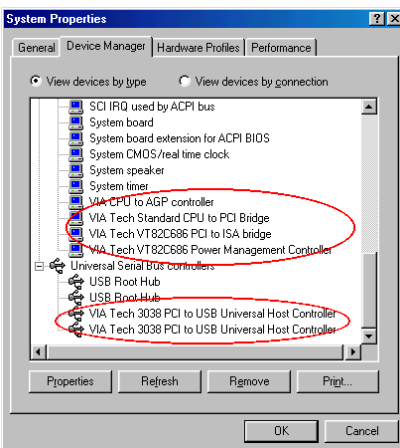 System Properties
General Device Manager Hardware Profiles Performance
View devices by type View devices by connection
SCI IRQ used by ACPI bus
System board
System board extension for ACPI BIOS
System CMOS/real time clock
System speaker
System timer
VIA CPU to AGP controller
VIA Tech Standard CPU to PCI Bridge
VIA Tech VT82C686 PCI to ISA bridge
VIA Tech VT82C686 Power Management Controller
Universal Serial Bus controllers
USB Root Hub
USB Root Hub
VIA Tech 3038 PCI to USB Universal Host Controller
VIA Tech 3038 PCI to USB Universal Host Controller
Properties Refresh Remove Print...
OK Cancel